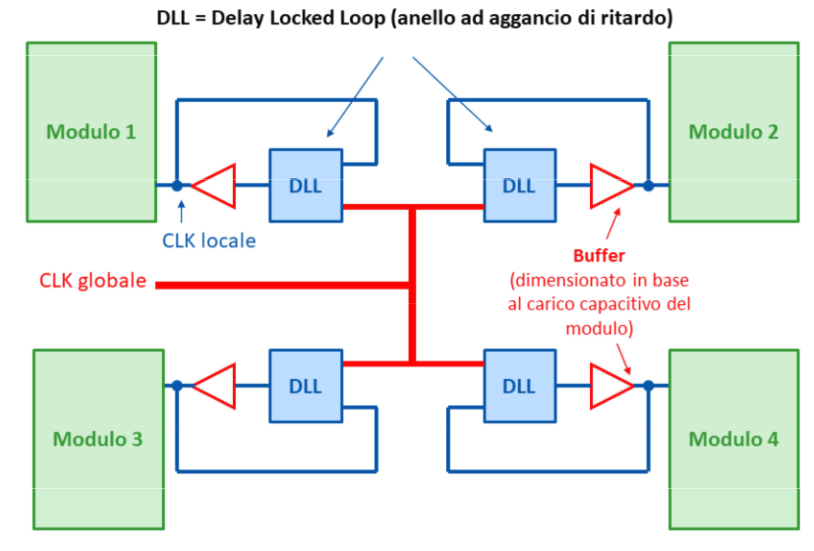 DLL = Delay Locked Loop (anello ad aggancio di ritardo)
Modulo 1
DLL
DLL
Modulo 2
CLK locale
CLK globale
Buffer
(dimensionato in base
al carico capacitivo del
modulo)
Modulo 3
DLL
DLL
Modulo 4